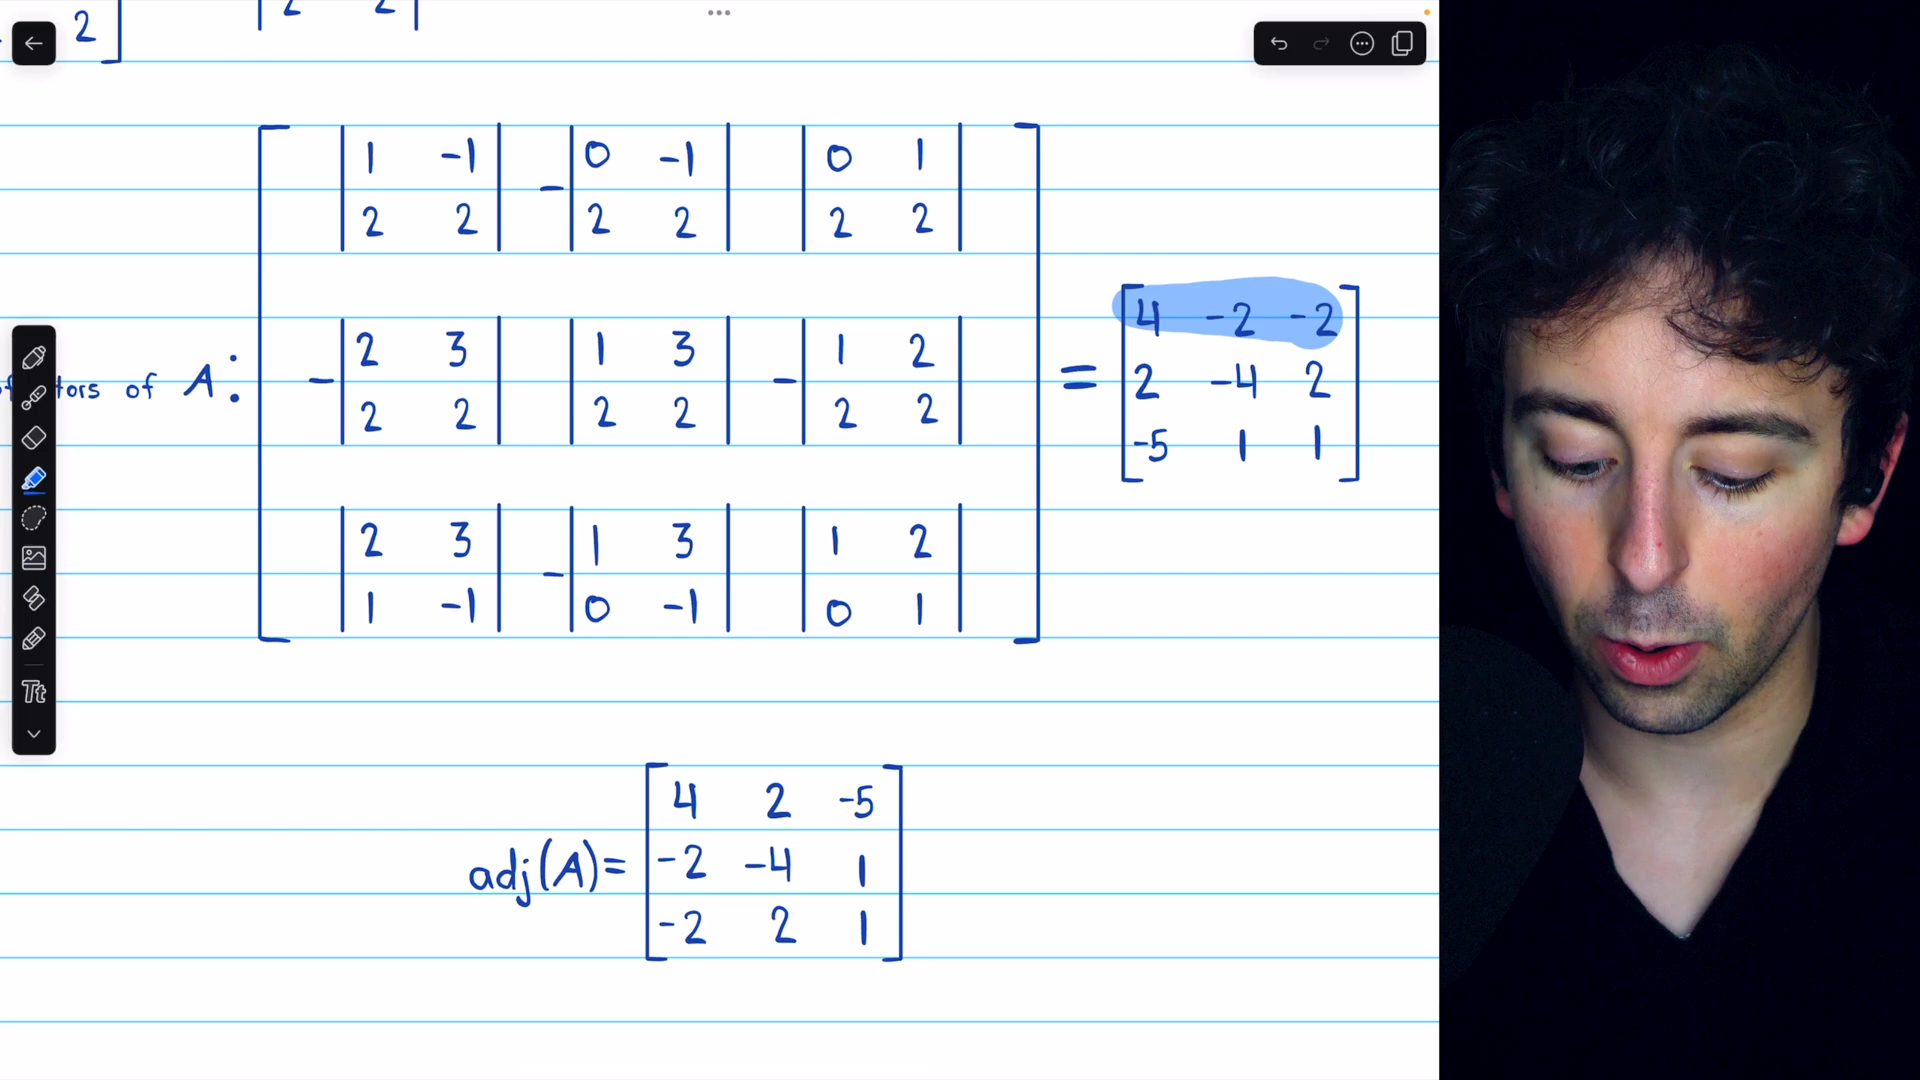 2
2 2
1 -1 0 -1 0 1
2 2 - 2 2 2 2
2 3 1 3 1 2
tors of A: - 2 2 2 2 - 2 2
2 3 1 3 1 2
1 -1 - 0 -1 0 1
= 4 -2 -2
2 -4 2
-5 1 1
4 2 -5
adj(A)= -2 -4 1
-2 2 1
Tt